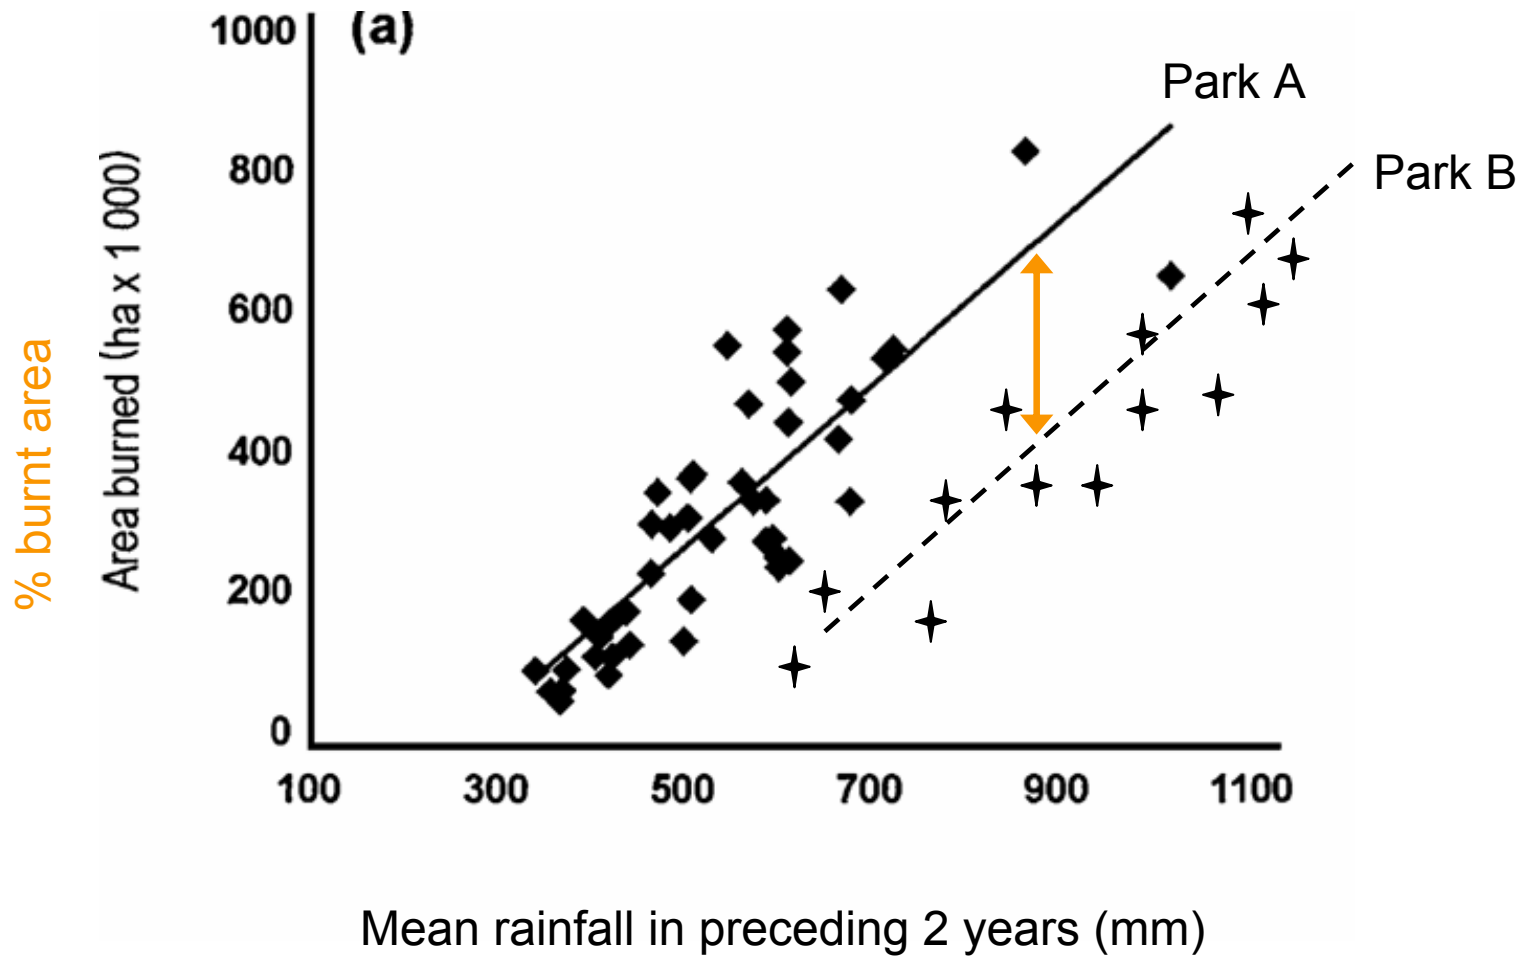 (a)
Park A
Park B
% burnt area
Area burned (ha x 1 000)
1000
800
600
400
200
0
100 300 500 700 900 1100
Mean rainfall in preceding 2 years (mm)